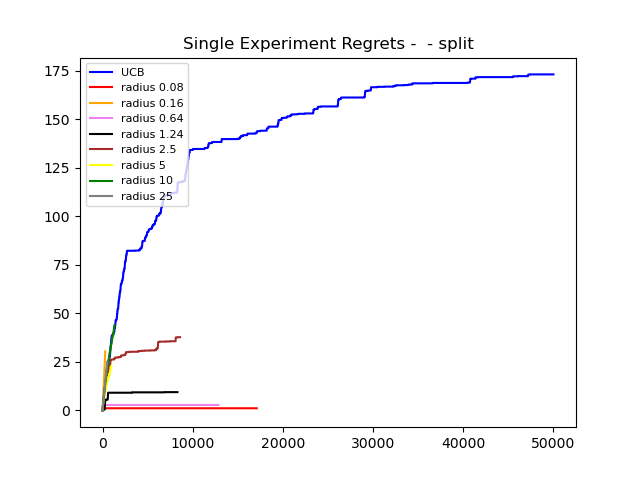 Single Experiment Regrets -  - split
175
150
125
100
75
50
25
0
UCB
radius 0.08
radius 0.16
radius 0.64
radius 1.24
radius 2.5
radius 5
radius 10
radius 25
0 10000 20000 30000 40000 50000